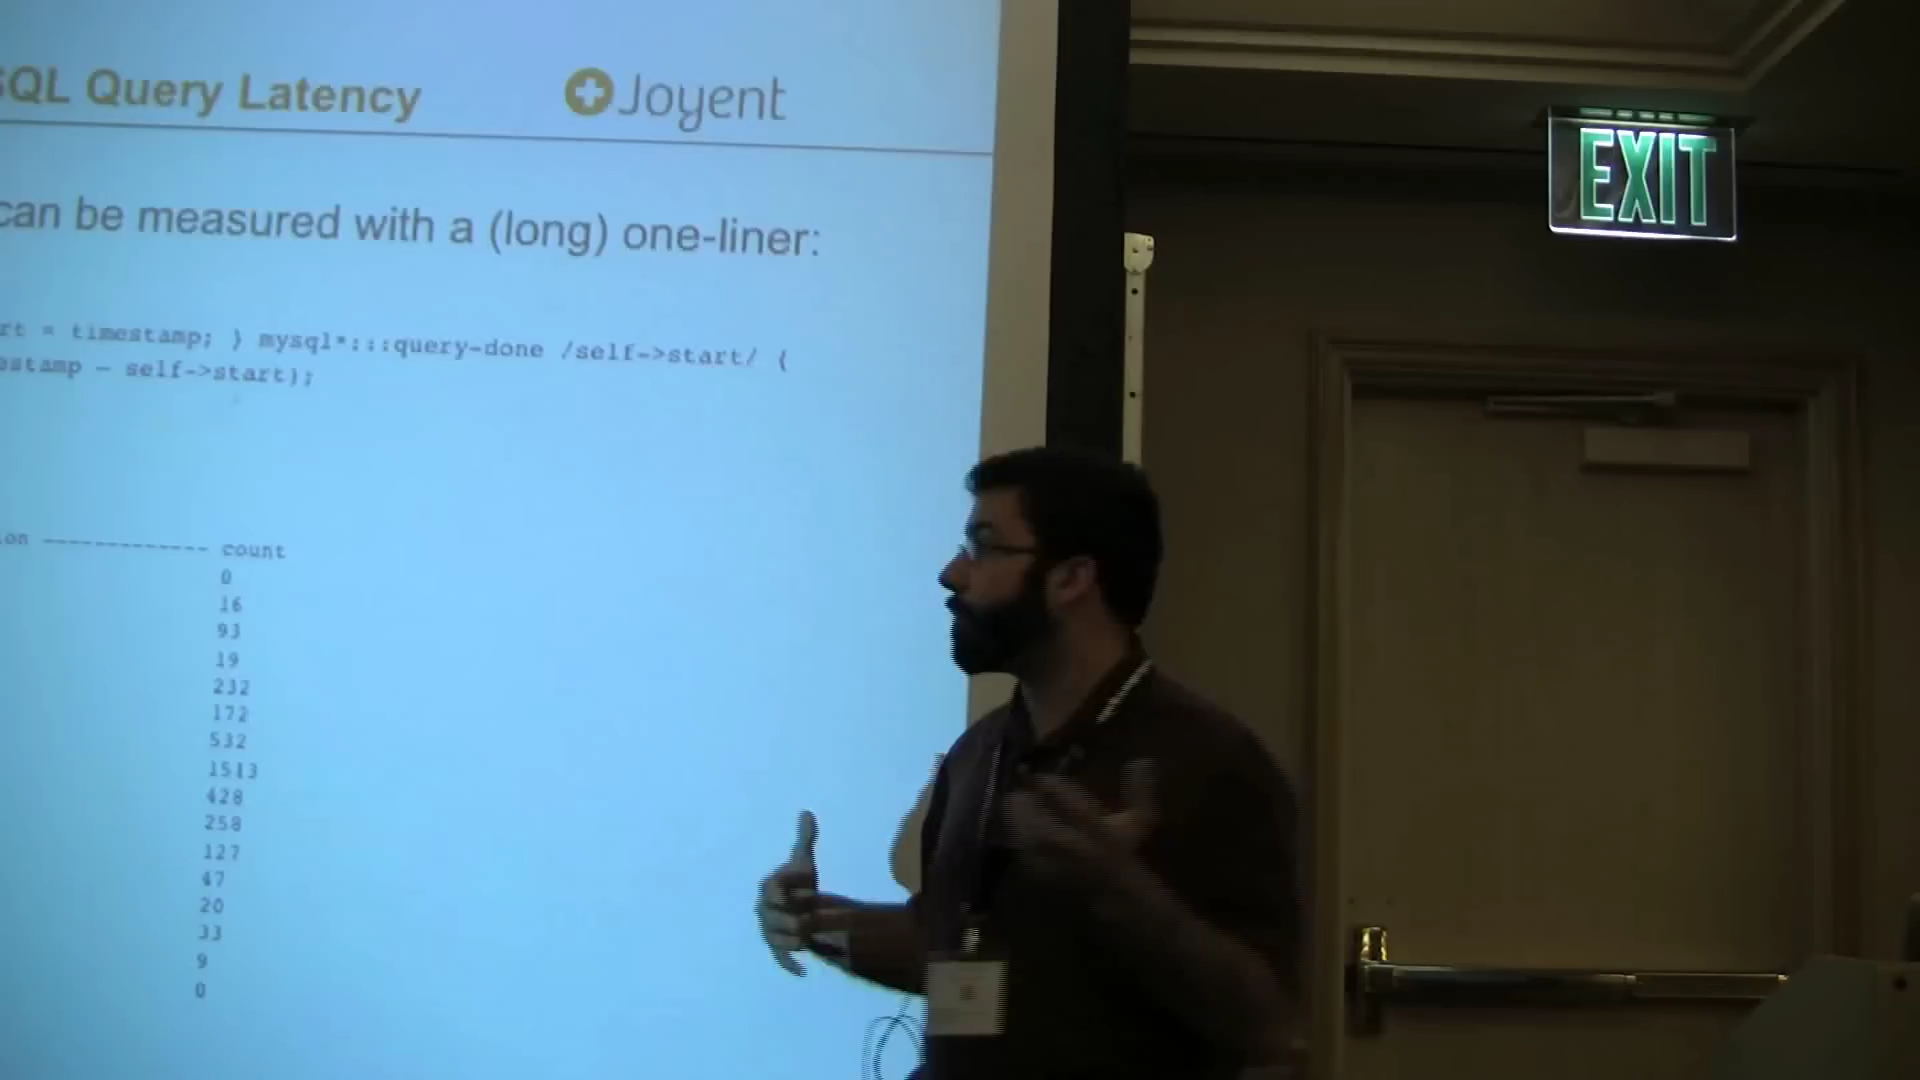 SQL Query Latency
Joyent
can be measured with a (long) one-liner:
rt = timestamp; } mysql*:::query-done /self->start/ {
estamp - self->start);
on ------------- count
0
16
93
19
232
172
532
1513
428
258
127
47
20
33
9
0
EXIT